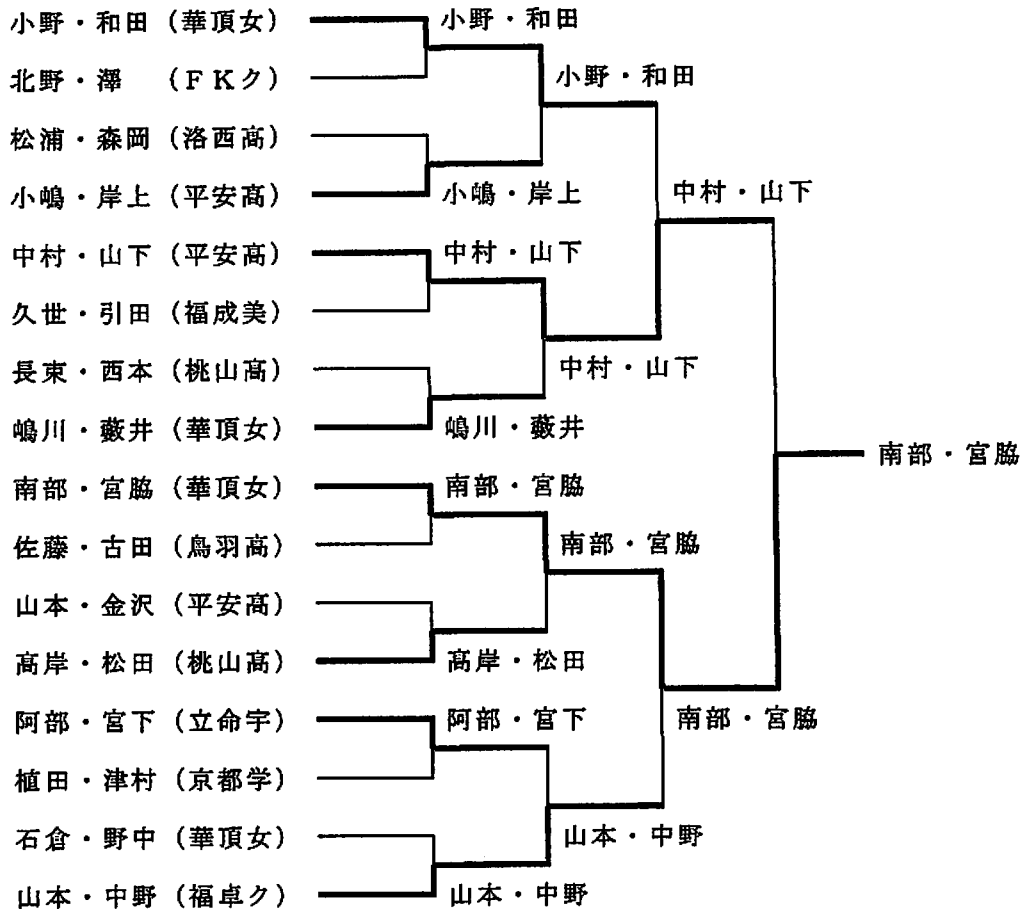 小野・和田（華頂女）
小野・和田
北野・澤　（ＦＫク）
小野・和田
松浦・森岡（洛西高）
小嶋・岸上（平安高）
小嶋・岸上
中村・山下
中村・山下（平安高）
中村・山下
久世・引田（福成美）
長束・西本（桃山高）
中村・山下
嶋川・藪井（華頂女）
嶋川・藪井
南部・宮脇
南部・宮脇（華頂女）
南部・宮脇
佐藤・古田（鳥羽高）
南部・宮脇
山本・金沢（平安高）
高岸・松田（桃山高）
高岸・松田
阿部・宮下（立命宇）
阿部・宮下
南部・宮脇
植田・津村（京都学）
石倉・野中（華頂女）
山本・中野
山本・中野（福卓ク）
山本・中野